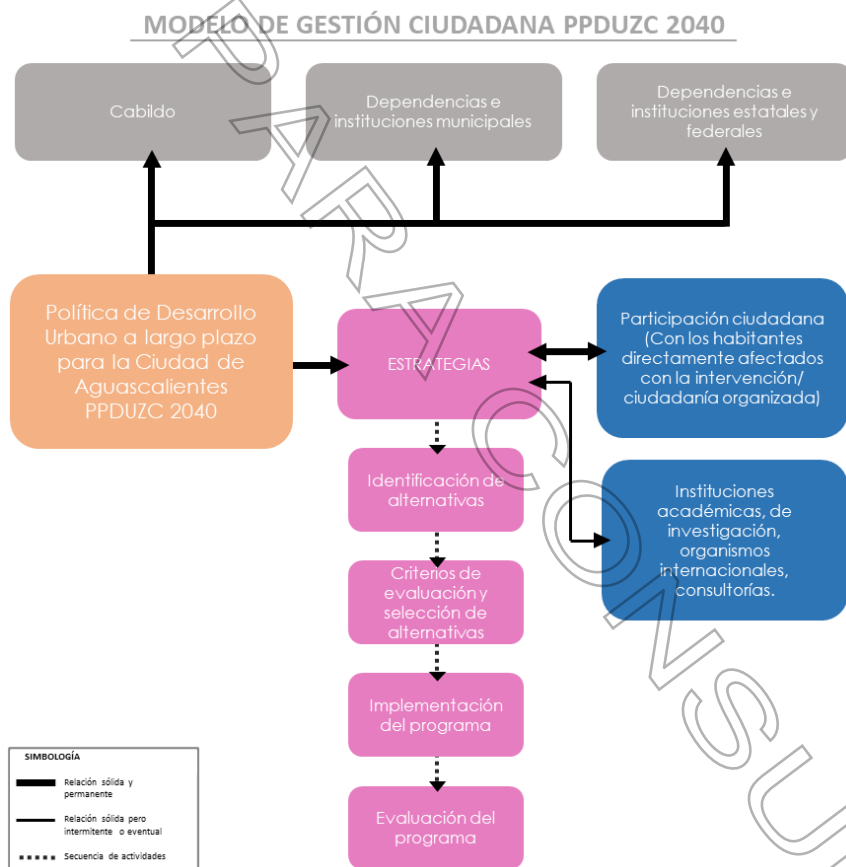 MODELO DE GESTIÓN CIUDADANA PPDUZC 2040
Cabildo
Dependencias e
instituciones municipales
Dependencias e
instituciones estatales y
federales
Política de Desarrollo
Urbano a largo plazo
para la Ciudad de
Aguascalientes
PPDUZC 2040
ESTRATEGIAS
Participación ciudadana
(Con los habitantes
directamente afectados
con la intervención/
ciudadanía organizada)
Identificación de
alternativas
Instituciones
académicas, de
investigación,
organismos
internacionales,
consultorías.
Criterios de
evaluación y
selección de
alternativas
Implementación
del programa
Evaluación del
programa
SIMBOLOGÍA
Relación sólida y
permanente
Relación sólida pero
intermitente o eventual
Secuencia de actividades
PARA CONSU